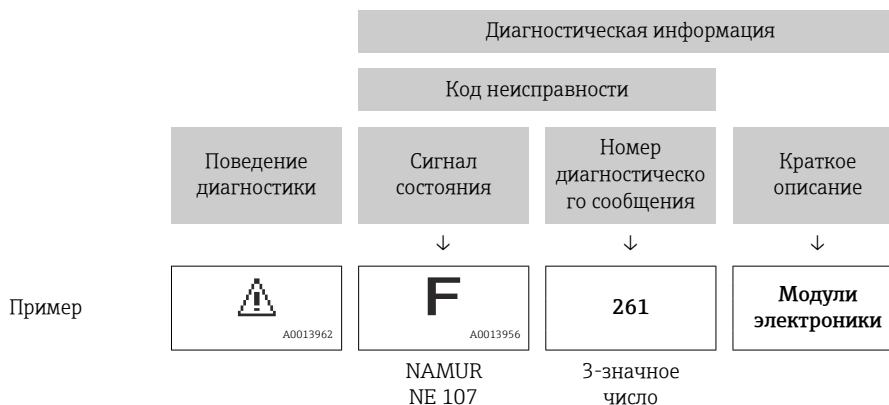 Диагностическая информация
Код неисправности
Поведение
диагностики
Сигнал
состояния
Номер
диагностическо
го сообщения
Краткое
описание
↓ ↓ ↓
Пример
A0013962
F
A0013956
261
Модули
электроники
NAMUR
NE 107
3-значное
число